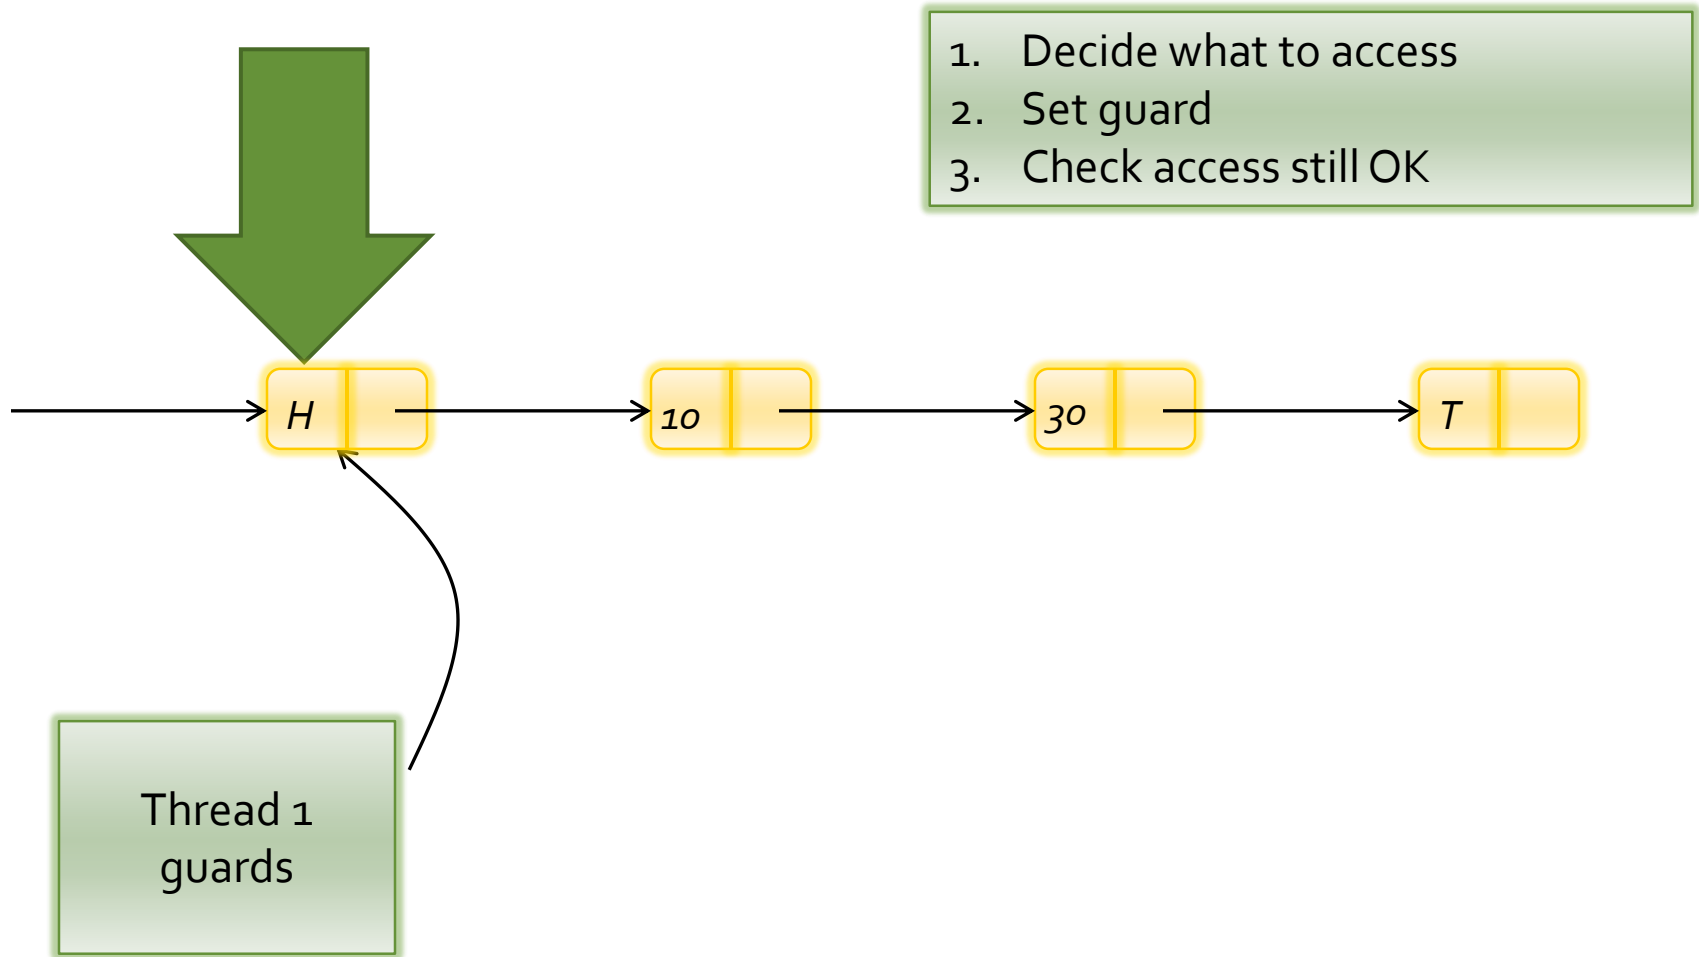 1. Decide what to access
2. Set guard
3. Check access still OK
H 10 30 T
Thread 1
guards